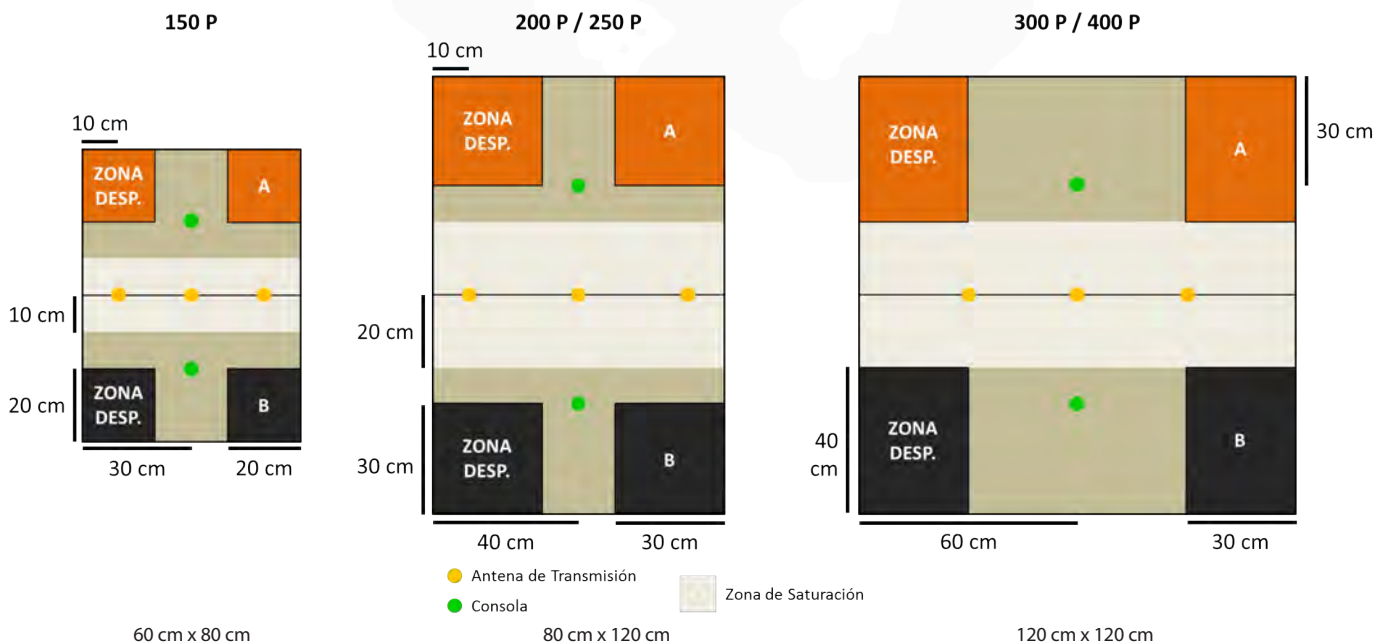 150 P
200 P / 250 P
300 P / 400 P
10 cm
ZONA
DESP.
A
10 cm
20 cm
ZONA
DESP.
B
30 cm
20 cm
10 cm
ZONA
DESP.
A
20 cm
30 cm
ZONA
DESP.
B
40 cm
30 cm
ZONA
DESP.
A
30 cm
40
cm
ZONA
DESP.
B
60 cm
30 cm
Antena de Transmisión
Consola
Zona de Saturación
60 cm x 80 cm
80 cm x 120 cm
120 cm x 120 cm